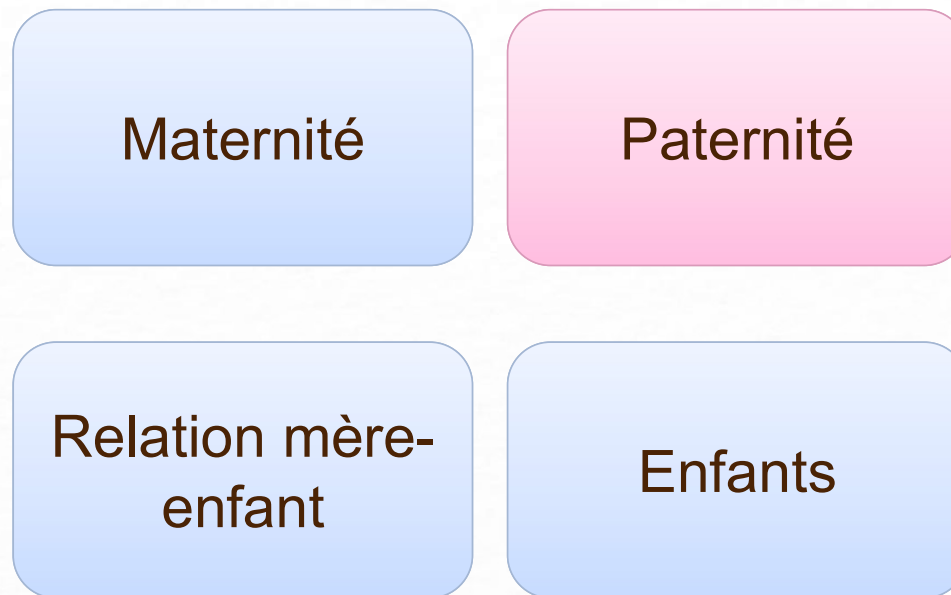 Maternité
Paternité
Relation mère-
enfant
Enfants